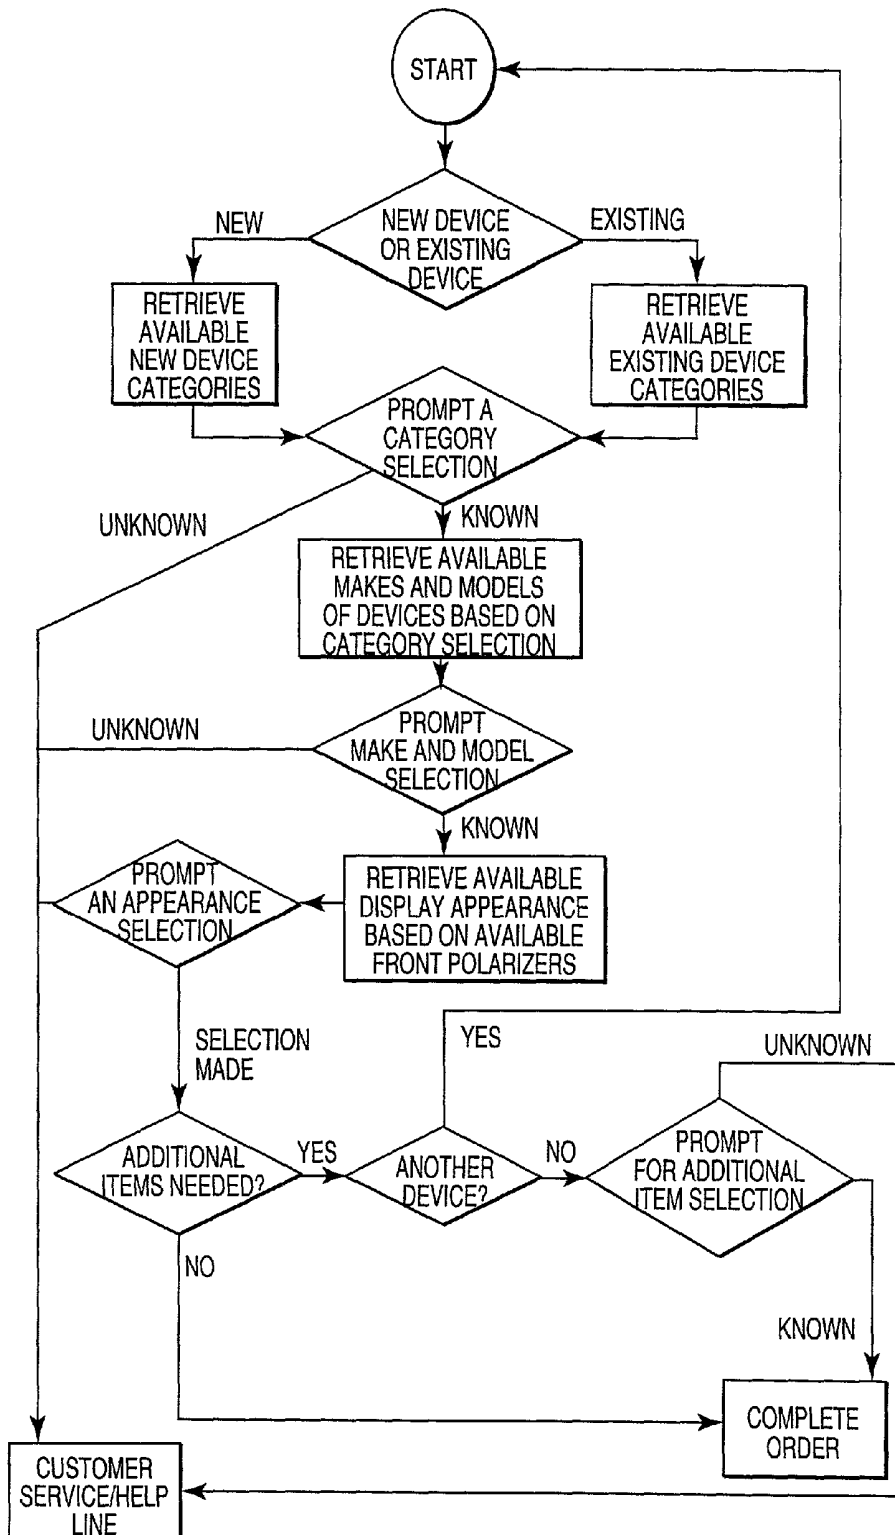 START
NEW DEVICE
OR EXISTING
DEVICE
NEW
EXISTING
RETRIEVE
AVAILABLE
NEW DEVICE
CATEGORIES
RETRIEVE
AVAILABLE
EXISTING DEVICE
CATEGORIES
PROMPT A
CATEGORY
SELECTION
UNKNOWN
KNOWN
RETRIEVE AVAILABLE
MAKES AND MODELS
OF DEVICES BASED ON
CATEGORY SELECTION
UNKNOWN
PROMPT
MAKE AND MODEL
SELECTION
KNOWN
PROMPT
AN APPEARANCE
SELECTION
RETRIEVE AVAILABLE
DISPLAY APPEARANCE
BASED ON AVAILABLE
FRONT POLARIZERS
SELECTION
MADE
YES
UNKNOWN
ADDITIONAL
ITEMS NEEDED?
YES
ANOTHER
DEVICE?
NO
PROMPT
FOR ADDITIONAL
ITEM SELECTION
NO
KNOWN
COMPLETE
ORDER
CUSTOMER
SERVICE/HELP
LINE